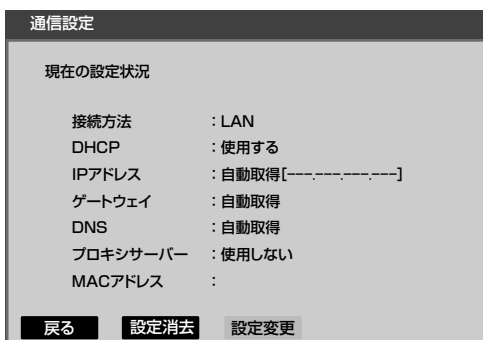 通信設定
現在の設定状況
接続方法 ：LAN
DHCP ：使用する
IPアドレス ：自動取得[---.---.---.---]
ゲートウェイ ：自動取得
DNS ：自動取得
プロキシサーバー ：使用しない
MACアドレス ：
戻る 設定消去 設定変更